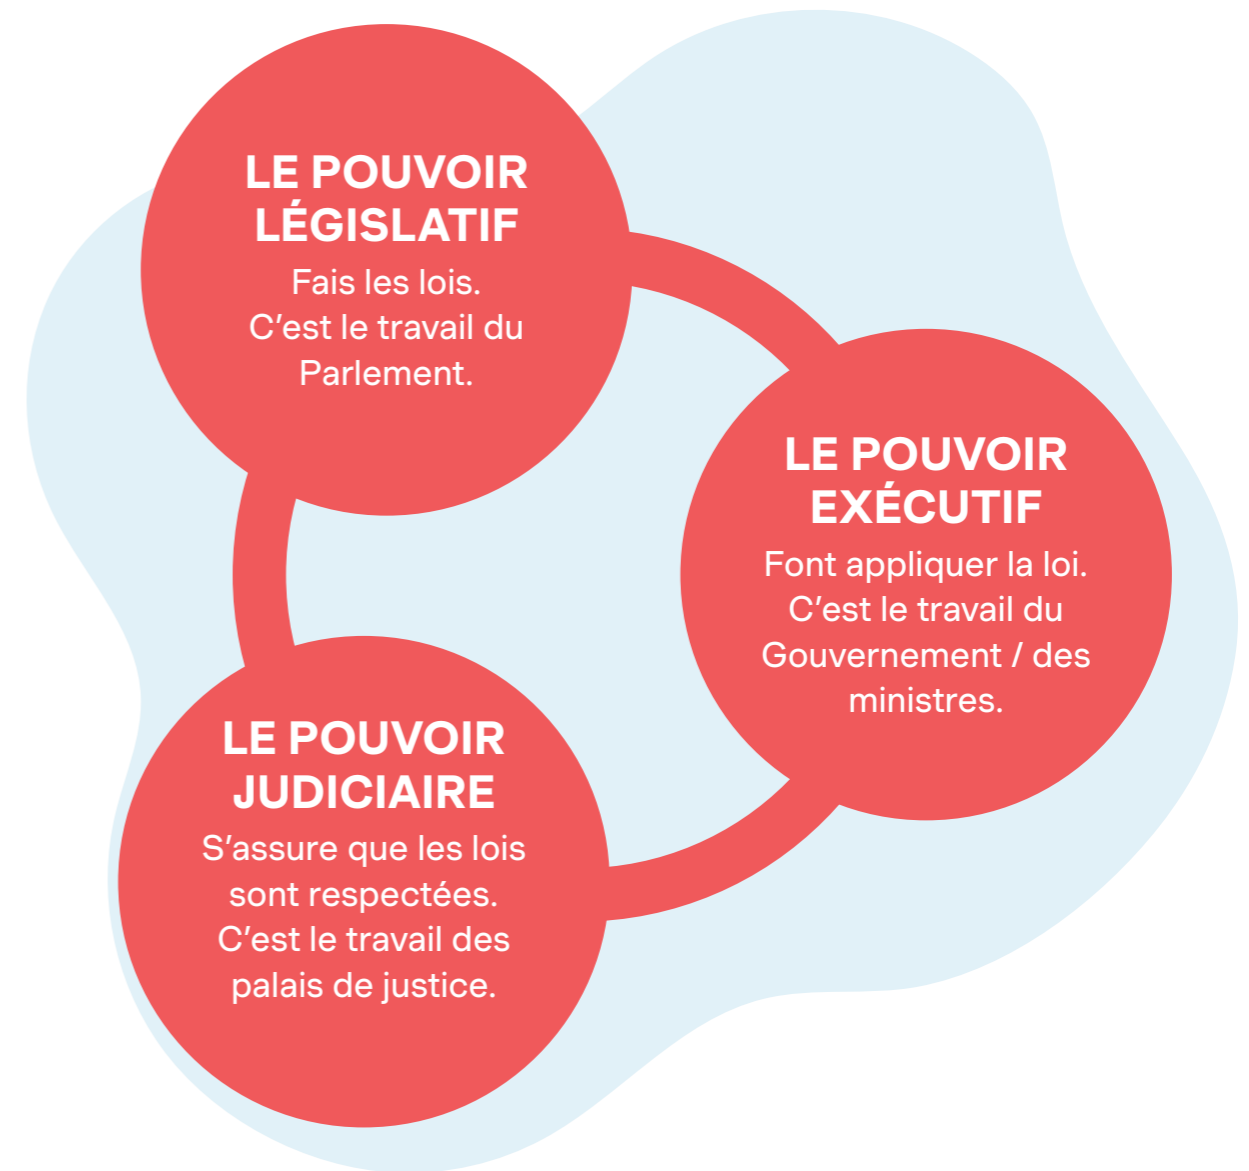 LE POUVOIR
LÉGISLATIF
Fais les lois.
C’est le travail du
Parlement.
LE POUVOIR
EXÉCUTIF
Font appliquer la loi.
C’est le travail du
Gouvernement / des
ministres.
LE POUVOIR
JUDICIAIRE
S’assure que les lois
sont respectées.
C’est le travail des
palais de justice.